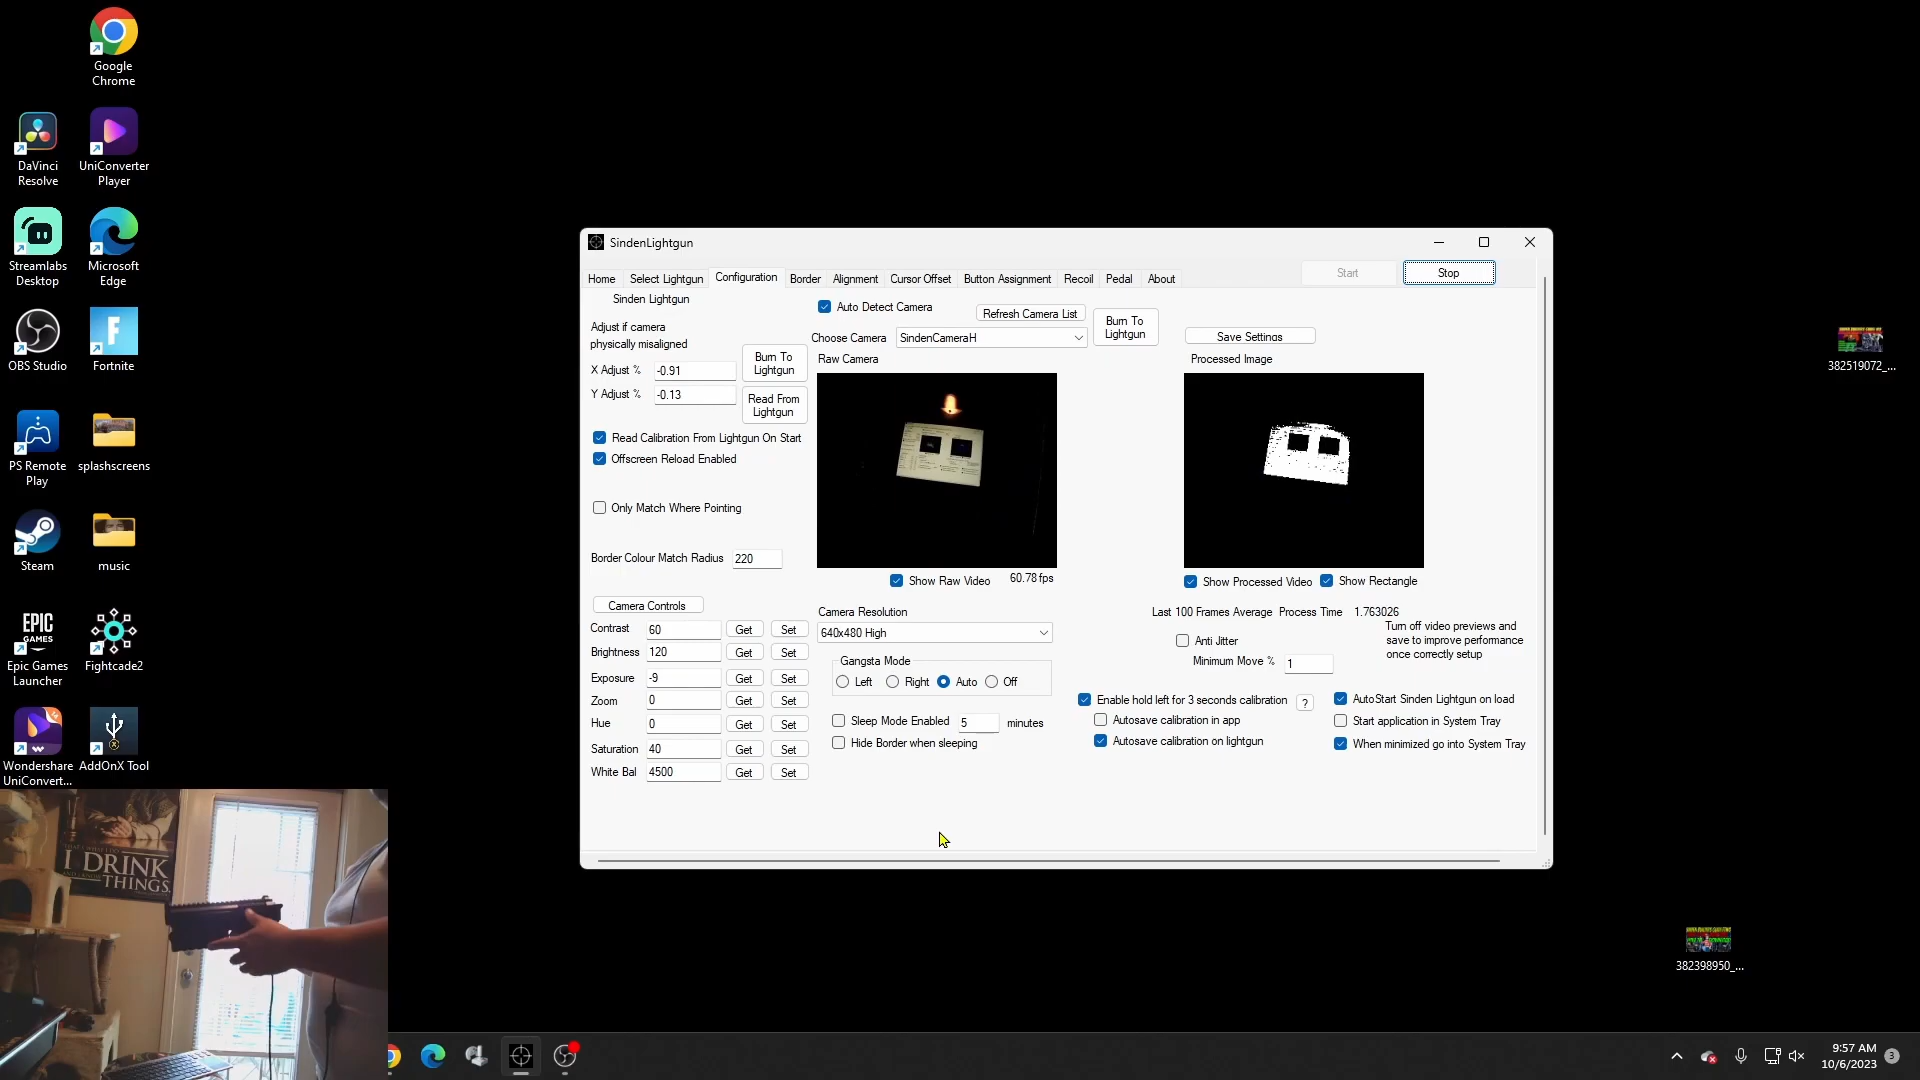 Google
Chrome
DaVinci
Resolve
UniConverter
Player
Streamlabs
Desktop
Microsoft
Edge
OBS Studio
Fortnite
PS Remote
Play
splashscreens
Steam
music
EPIC
GAMES
Epic Games
Launcher
Fightcade2
Wondershare
UniConvert...
AddOnX Tool
SindenLightgun
Home
Select Lightgun
Configuration
Border
Alignment
Cursor Offset
Button Assignment
Recoil
Pedal
About
Start
Stop
Sinden Lightgun
Adjust if camera
physically misaligned
X Adjust % -0.91
Y Adjust % -0.13
Burn To
Lightgun
Read From
Lightgun
Read Calibration From Lightgun On Start
Offscreen Reload Enabled
Only Match Where Pointing
Border Colour Match Radius 220
Camera Controls
Contrast 60 Get Set
Brightness 120 Get Set
Exposure -9 Get Set
Zoom 0 Get Set
Hue 0 Get Set
Saturation 40 Get Set
White Bal 4500 Get Set
Auto Detect Camera
Refresh Camera List
Burn To
Lightgun
Choose Camera SindenCameraH
Raw Camera
Show Raw Video 60.78 fps
Camera Resolution
640x480 High
Gangsta Mode
Left Right Auto Off
Sleep Mode Enabled 5 minutes
Hide Border when sleeping
Save Settings
Processed Image
Show Processed Video Show Rectangle
Last 100 Frames Average Process Time 1.763026
Turn off video previews and
save to improve performance
once correctly setup
Anti Jitter
Minimum Move % 1
Enable hold left for 3 seconds calibration ?
Autosave calibration in app
Autosave calibration on lightgun
AutoStart Sinden Lightgun on load
Start application in System Tray
When minimized go into System Tray
382519072_...
382398950_...
I DRINK
THINGS.
9:57 AM
10/6/2023
3